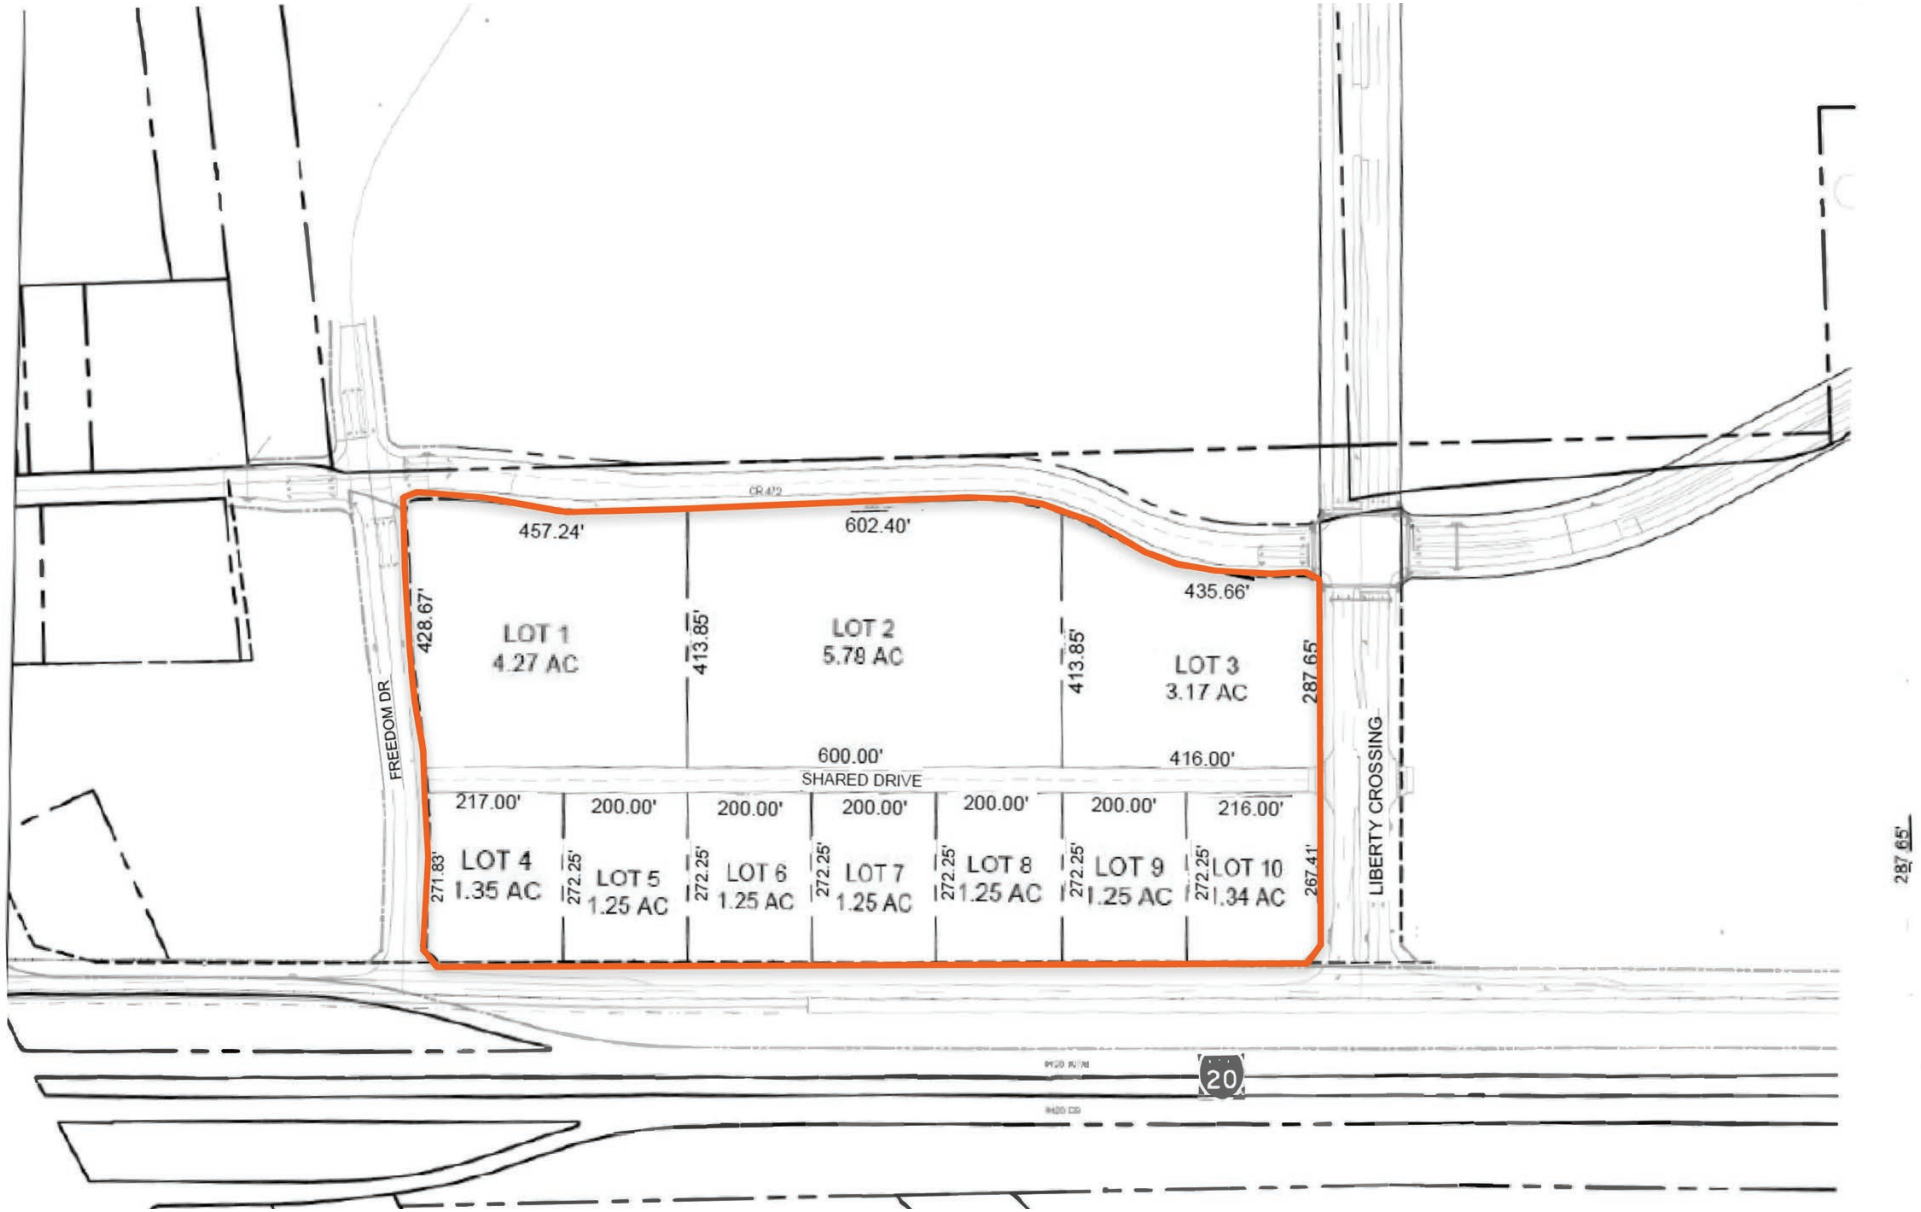 CR 472
457.24'
602.40'
435.66'
428.67'
413.85'
413.85'
287.65'
LOT 1
4.27 AC
LOT 2
5.78 AC
LOT 3
3.17 AC
FREEDOM DR
600.00'
416.00'
SHARED DRIVE
LIBERTY CROSSING
217.00'
200.00'
200.00'
200.00'
200.00'
200.00'
216.00'
271.83'
LOT 4
1.35 AC
272.25'
LOT 5
1.25 AC
272.25'
LOT 6
1.25 AC
272.25'
LOT 7
1.25 AC
272.25'
LOT 8
1.25 AC
272.25'
LOT 9
1.25 AC
272.25'
LOT 10
1.34 AC
267.41'
287.65'
20